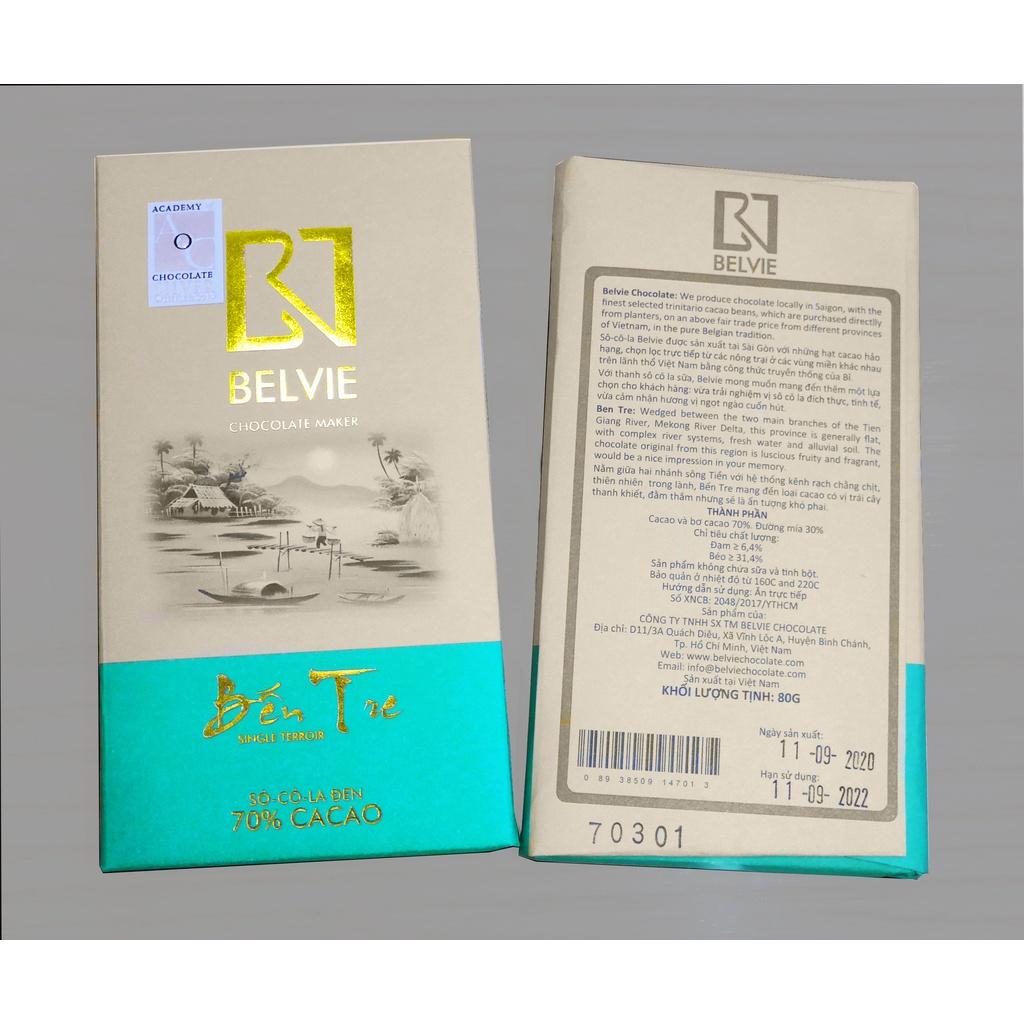 ACADEMY
O
CHOCOLATE
BELVIE
CHOCOLATE MAKER
Bến Tre
SINGLE TERROIR
SÔ-CÔ-LA ĐEN
70% CACAO
BELVIE
Belvie Chocolate: We produce chocolate locally in Saigon, with the
finest selected trinitario cacao beans, which are purchased directlly
from planters, on an above fair trade price from different provinces
of Vietnam, in the pure Belgian tradition.
Sô-cô-la Belvie được sản xuất tại Sài Gòn với những hạt cacao hảo
hạng, chọn lọc trực tiếp từ các nông trại ở các vùng miền khác nhau
trên lãnh thổ Việt Nam bằng công thức truyền thống của Bỉ.
Với thanh sô cô la sữa, Belvie mong muốn mang đến thêm một lựa
chọn cho khách hàng: vừa trải nghiệm vị sô cô la đích thực, tinh tế,
vừa cảm nhận hương vị ngọt ngào cuốn hút.
Ben Tre: Wedged between the two main branches of the Tien
Giang River, Mekong River Delta, this province is generally flat,
with complex river systems, fresh water and alluvial soil. The
chocolate original from this region is luscious fruity and fragrant,
would be a nice impression in your memory.
Nằm giữa hai nhánh sông Tiền với hệ thống kênh rạch chằng chịt,
thiên nhiên trong lành, Bến Tre mang đến loại cacao có vị trái cây
thanh khiết, đằm thắm nhưng sẽ là ấn tượng khó phai.
THÀNH PHẦN
Cacao và bơ cacao 70%. Đường mía 30%
Chỉ tiêu chất lượng:
Đạm ≥ 6,4%
Béo ≥ 31,4%
Sản phẩm không chứa sữa và tinh bột.
Bảo quản ở nhiệt độ từ 160C and 220C
Hướng dẫn sử dụng: Ăn trực tiếp
Số XNCB: 2048/2017/YTHCM
Sản phẩm của:
CÔNG TY TNHH SX TM BELVIE CHOCOLATE
Địa chỉ: D11/3A Quách Diêu, Xã Vĩnh Lôc A, Huyện Bình Chánh,
Tp. Hồ Chí Minh, Việt Nam
Web: www.belviechocolate.com
Email: info@belviechocolate.com
Sản xuất tại Việt Nam
KHỐI LƯỢNG TỊNH: 80G
Ngày sản xuất:
11-09-2020
Hạn sử dụng:
11-09-2022
0 89 38509 14701 3
70301